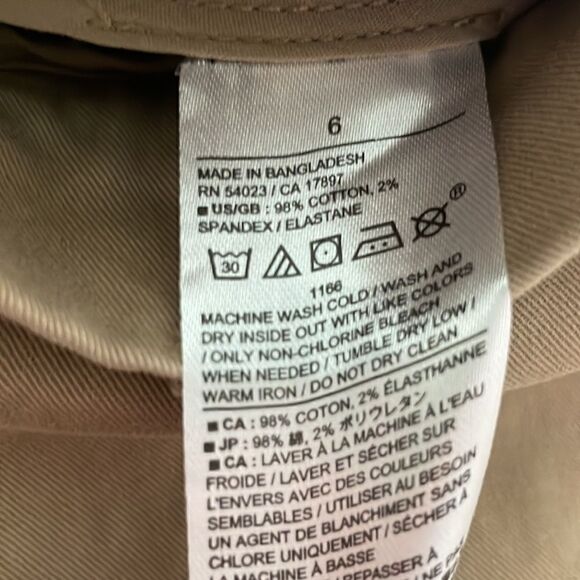 6
MADE IN BANGLADESH
RN 54023 / CA 17897
■ US/GB : 98% COTTON, 2%
SPANDEX / ELASTANE
30
®
1166
MACHINE WASH COLD / WASH AND
DRY INSIDE OUT WITH LIKE COLORS
/ ONLY NON-CHLORINE BLEACH
WHEN NEEDED / TUMBLE DRY LOW /
WARM IRON / DO NOT DRY CLEAN
■ CA : 98% COTON, 2% ÉLASTHANNE
■ JP : 98% 綿, 2% ポリウレタン
■ CA : LAVER À LA MACHINE À L'EAU
FROIDE / LAVER ET SÉCHER SUR
L'ENVERS AVEC DES COULEURS
SEMBLABLES / UTILISER AU BESOIN
UN AGENT DE BLANCHIMENT SANS
CHLORE UNIQUEMENT / SÉCHER À
LA MACHINE À BASSE
REPASSER À